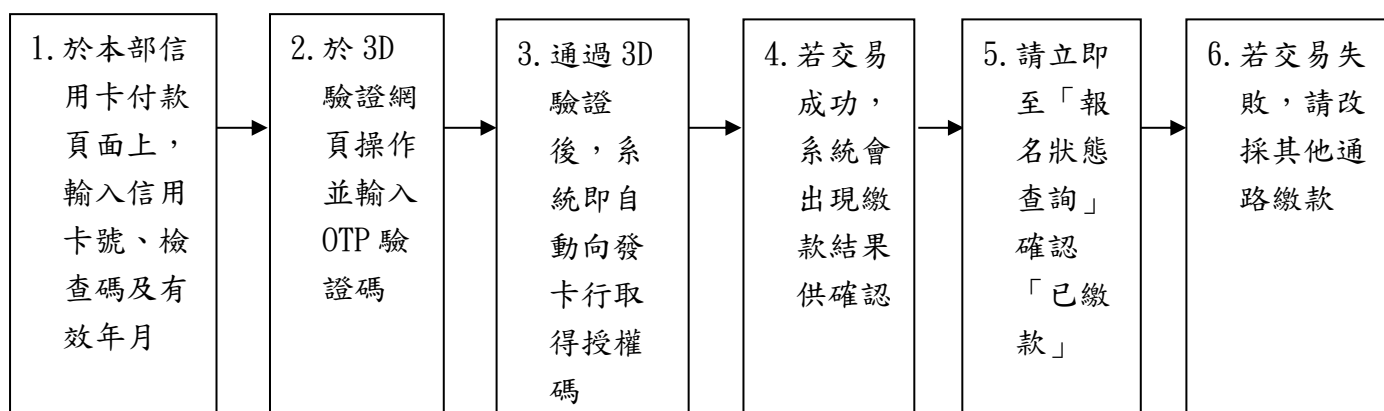 1.於本部信
用卡付款
頁面上，
輸入信用
卡號、檢
查碼及有
效年月
2.於 3D
驗證網
頁操作
並輸入
OTP 驗
證碼
3.通過 3D
驗證
後，系
統即自
動向發
卡行取
得授權
碼
4.若交易
成功，
系統會
出現繳
款結果
供確認
5.請立即
至「報
名狀態
查詢」
確認
「已繳
款」
6.若交易失
敗，請改
採其他通
路繳款